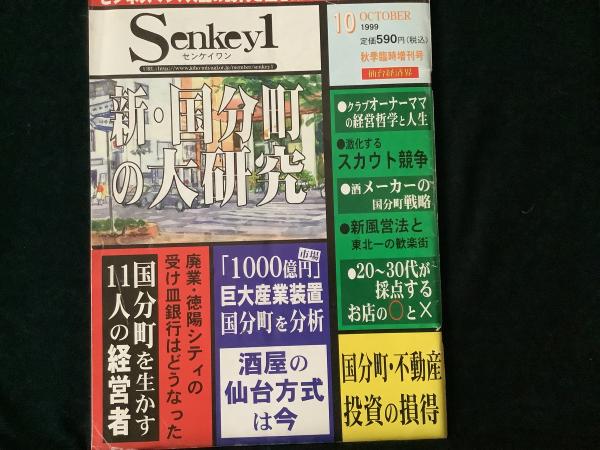 Senkey1
センケイワン
10 OCTOBER
1999
定価590円(税込)
秋季臨時増刊号
仙台経済界
新・国分町
の大研究
●クラブオーナーママ
の経営哲学と人生
●激化する
スカウト競争
●酒メーカーの
国分町戦略
●新風営法と
東北一の歓楽街
●20～30代が
採点する
お店の○と×
国分町を生かす
11人の経営者
廃業・徳陽シティの
受け皿銀行はどうなった
「1000億円」市場
巨大産業装置
国分町を分析
酒屋の
仙台方式
は今
国分町・不動産
投資の損得